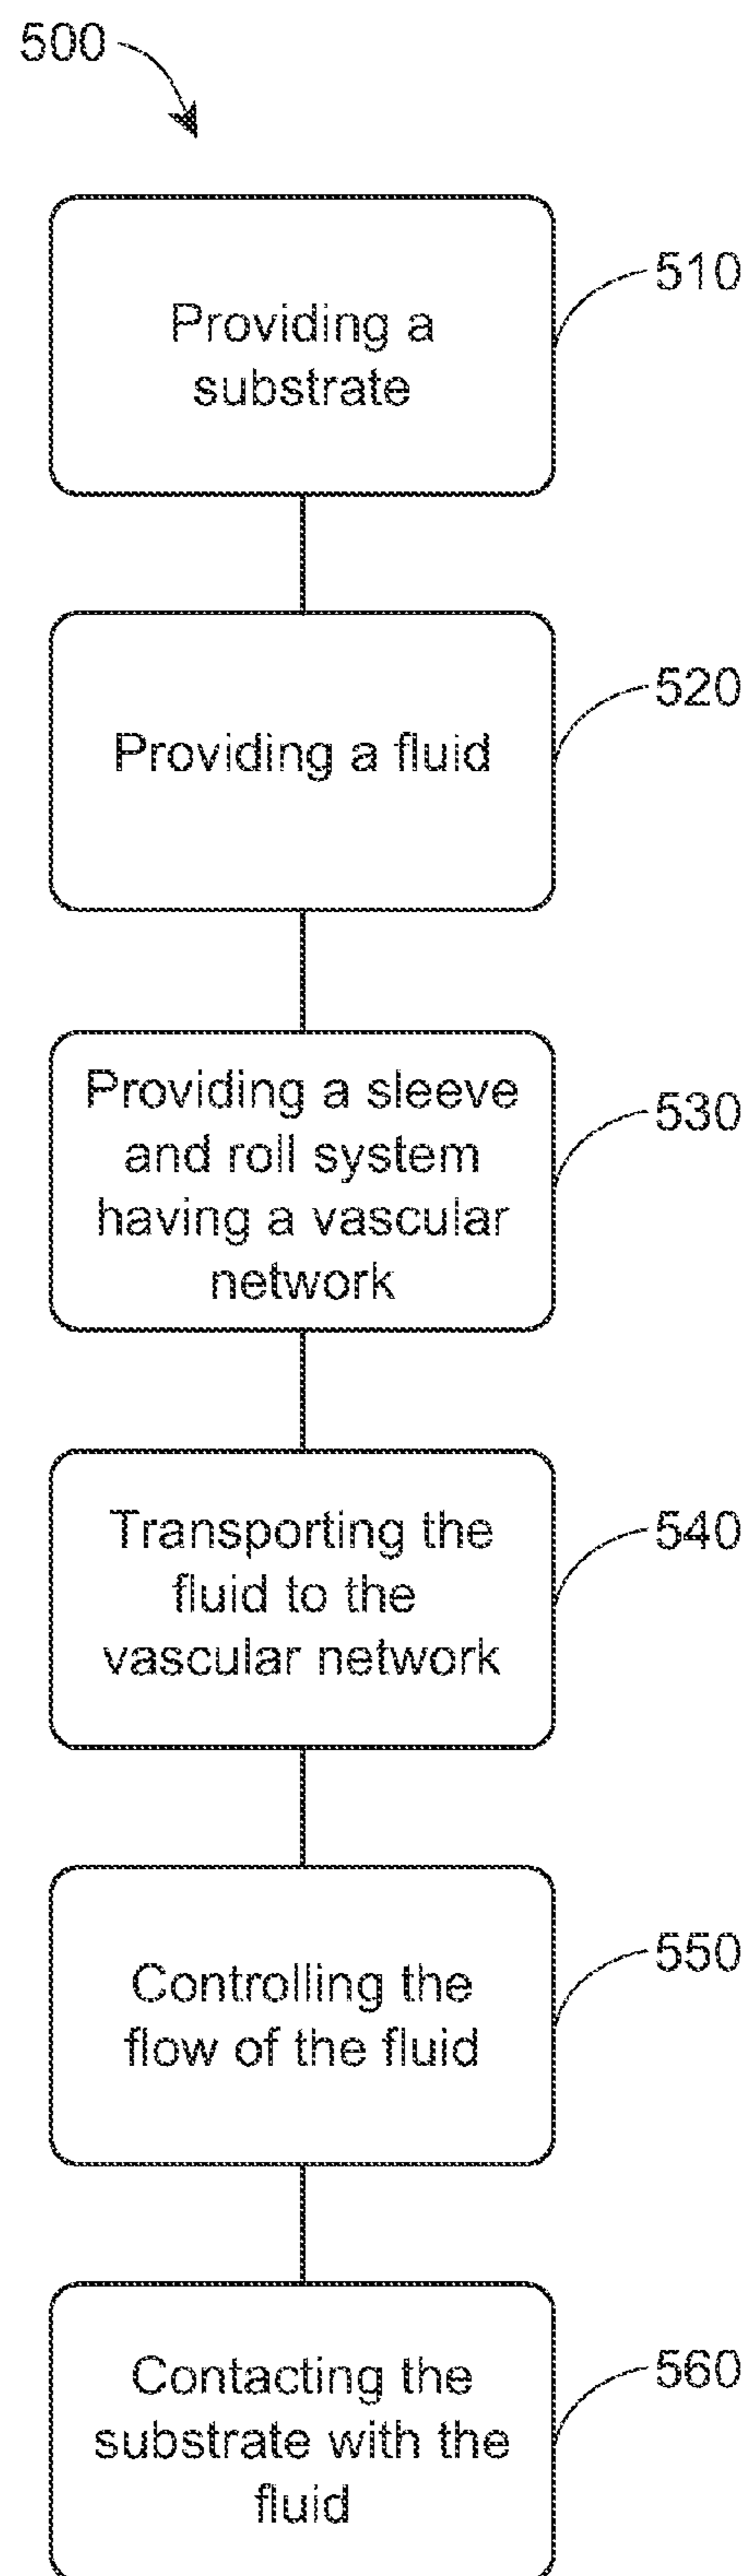 500
Providing a
substrate
510
Providing a fluid
520
Providing a sleeve
and roll system
having a vascular
network
530
Transporting the
fluid to the
vascular network
540
Controlling the
flow of the fluid
550
Contacting the
substrate with the
fluid
560